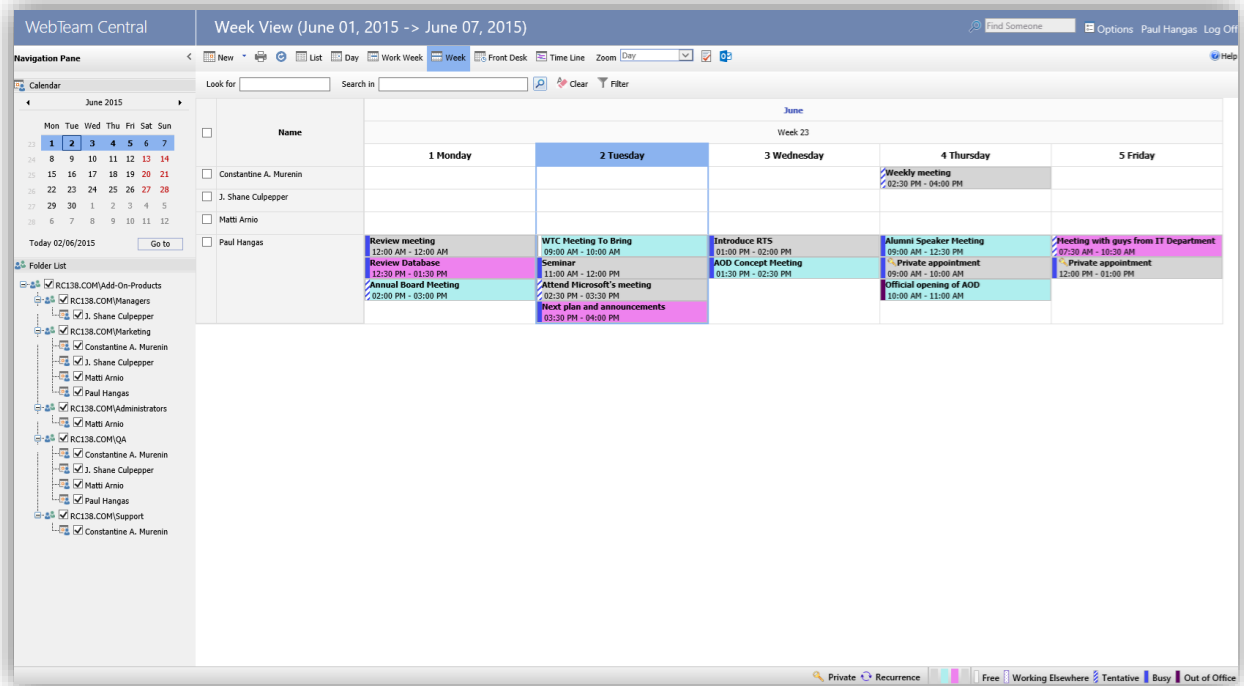 WebTeam Central
Week View (June 01, 2015 -> June 07, 2015)
Find Someone
Options Paul Hangas Log Off
Navigation Pane
New List Day Work Week Week Front Desk Time Line Zoom Day
Help
Calendar
Look for Search in Clear Filter
June 2015
Mon Tue Wed Thu Fri Sat Sun
23 1 2 3 4 5 6 7
24 8 9 10 11 12 13 14
25 15 16 17 18 19 20 21
26 22 23 24 25 26 27 28
27 29 30 1 2 3 4 5
28 6 7 8 9 10 11 12
Today 02/06/2015 Go to
Folder List
RC138.COM\Add-On-Products
RC138.COM\Managers
J. Shane Culpepper
RC138.COM\Marketing
Constantine A. Murenin
J. Shane Culpepper
Matti Arnio
Paul Hangas
RC138.COM\Administrators
Matti Arnio
RC138.COM\QA
Constantine A. Murenin
J. Shane Culpepper
Matti Arnio
Paul Hangas
RC138.COM\Support
Constantine A. Murenin
June
Week 23
Name
1 Monday 2 Tuesday 3 Wednesday 4 Thursday 5 Friday
Constantine A. Murenin
Weekly meeting
02:30 PM - 04:00 PM
J. Shane Culpepper
Matti Arnio
Paul Hangas
Review meeting
12:00 AM - 12:00 AM
Review Database
12:30 PM - 01:30 PM
Annual Board Meeting
02:00 PM - 03:00 PM
WTC Meeting To Bring
09:00 AM - 10:00 AM
Seminar
11:00 AM - 12:00 PM
Attend Microsoft's meeting
02:30 PM - 03:30 PM
Next plan and announcements
03:30 PM - 04:00 PM
Introduce RTS
01:00 PM - 02:00 PM
AOD Concept Meeting
01:30 PM - 02:30 PM
Alumni Speaker Meeting
09:00 AM - 12:30 PM
Private appointment
09:00 AM - 10:00 AM
Official opening of AOD
10:00 AM - 11:00 AM
Meeting with guys from IT Department
07:30 AM - 10:30 AM
Private appointment
12:00 PM - 01:00 PM
Private Recurrence Free Working Elsewhere Tentative Busy Out of Office